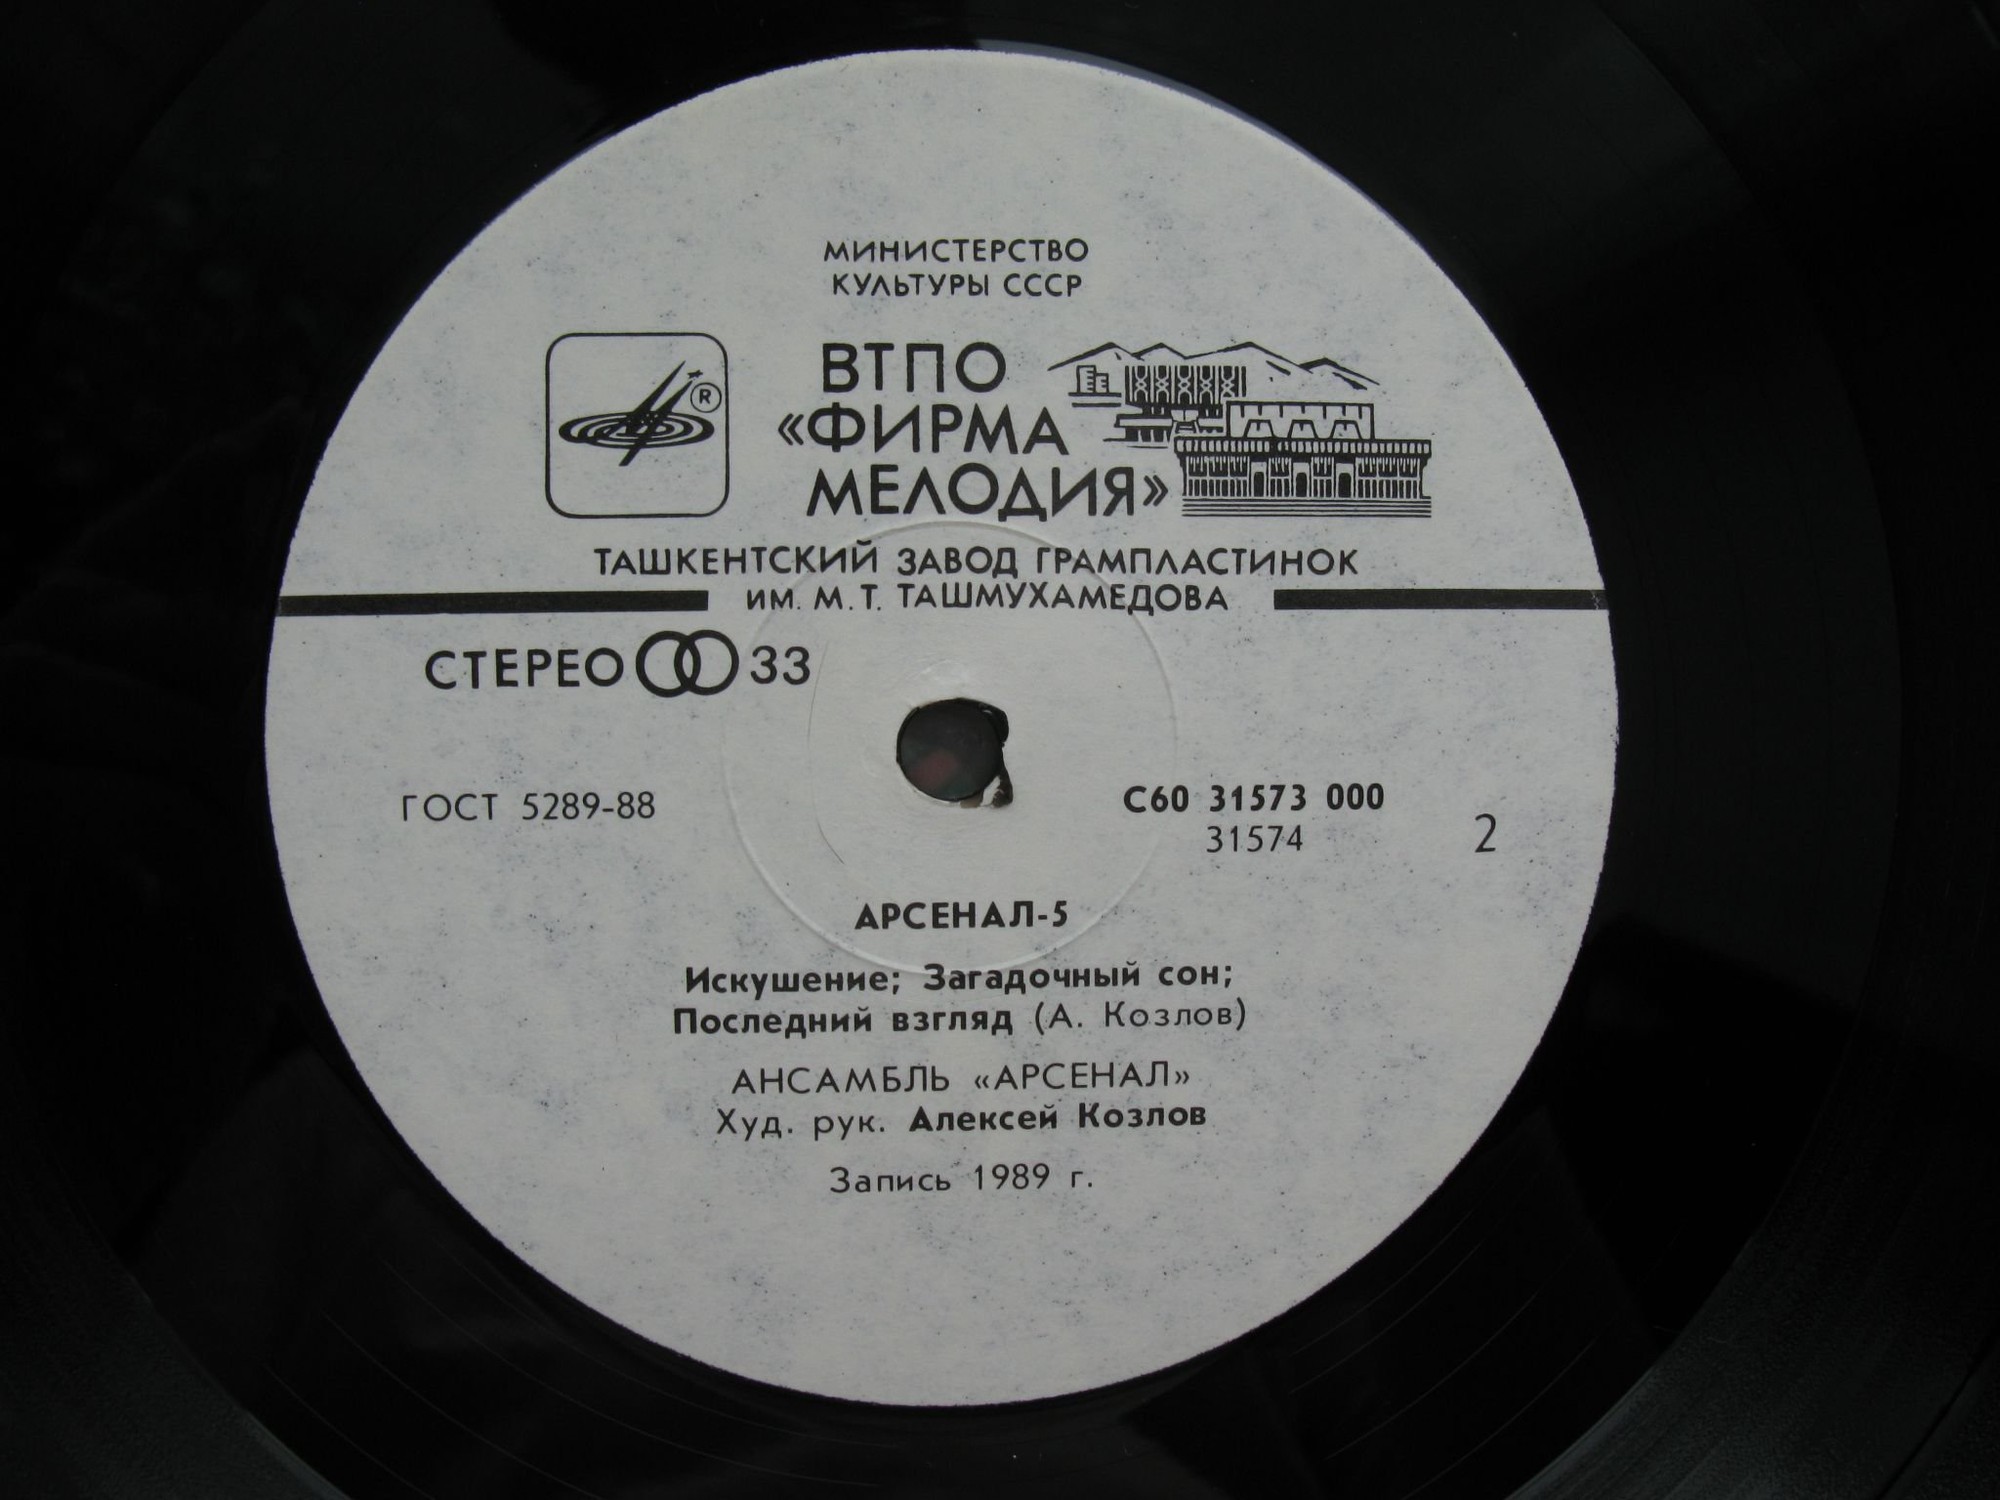 МИНИСТЕРСТВО
КУЛЬТУРЫ СССР
ВТПО
«ФИРМА
МЕЛОДИЯ»
®
ТАШКЕНТСКИЙ ЗАВОД ГРАМПЛАСТИНОК
ИМ. М. Т. ТАШМУХАМЕДОВА
СТЕРЕО 33
ГОСТ 5289-88
С60 31573 000
31574
2
АРСЕНАЛ-5
Искушение; Загадочный сон;
Последний взгляд (А. Козлов)
АНСАМБЛЬ «АРСЕНАЛ»
Худ. рук. Алексей Козлов
Запись 1989 г.